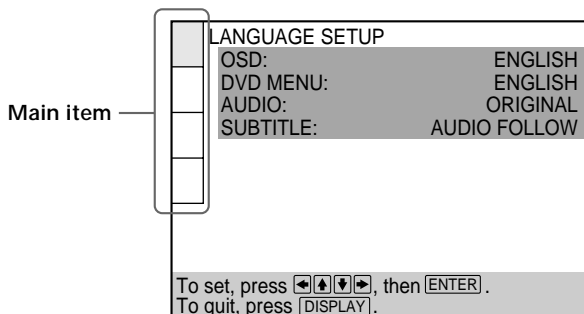 LANGUAGE SETUP
OSD: ENGLISH
DVD MENU: ENGLISH
AUDIO: ORIGINAL
SUBTITLE: AUDIO FOLLOW
Main item
To set, press ←↑↓→, then ENTER.
To quit, press DISPLAY.